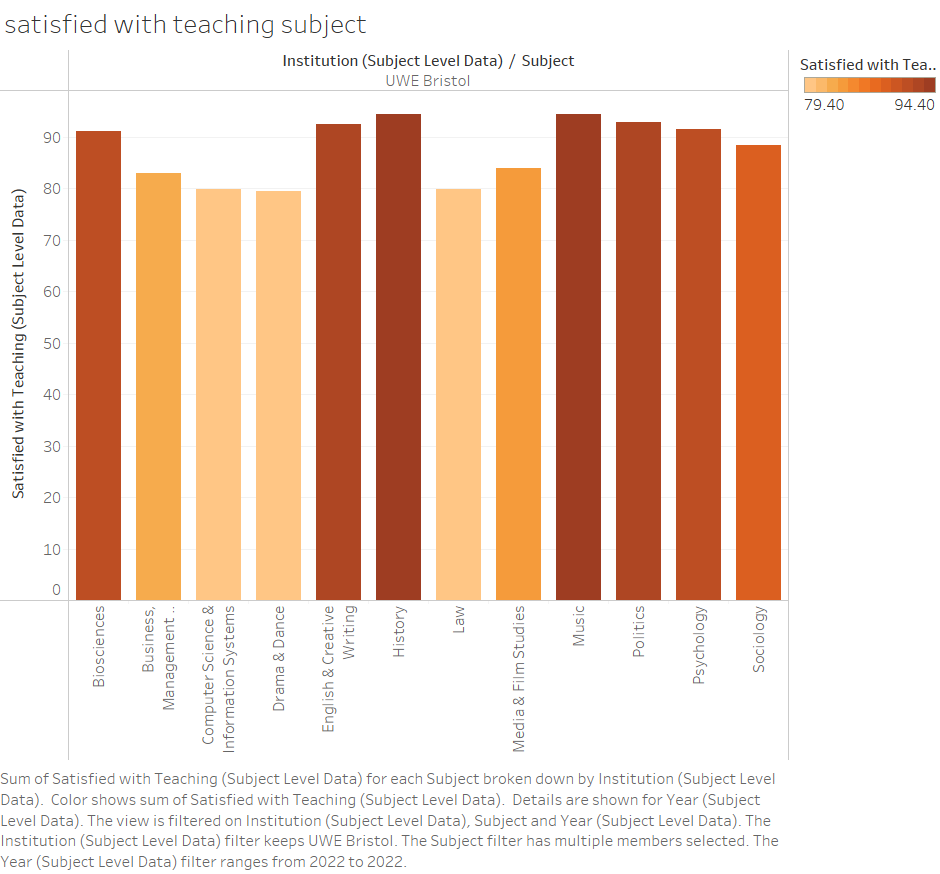 satisfied with teaching subject
Institution (Subject Level Data) / Subject
UWE Bristol
Satisfied with Tea..
79.40 94.40
Satisfied with Teaching (Subject Level Data)
90
80
70
60
50
40
30
20
10
0
Biosciences
Business,
Management ..
Computer Science &
Information Systems
Drama & Dance
English & Creative
Writing
History
Law
Media & Film Studies
Music
Politics
Psychology
Sociology
Sum of Satisfied with Teaching (Subject Level Data) for each Subject broken down by Institution (Subject Level
Data).  Color shows sum of Satisfied with Teaching (Subject Level Data).  Details are shown for Year (Subject
Level Data). The view is filtered on Institution (Subject Level Data), Subject and Year (Subject Level Data). The
Institution (Subject Level Data) filter keeps UWE Bristol. The Subject filter has multiple members selected. The
Year (Subject Level Data) filter ranges from 2022 to 2022.